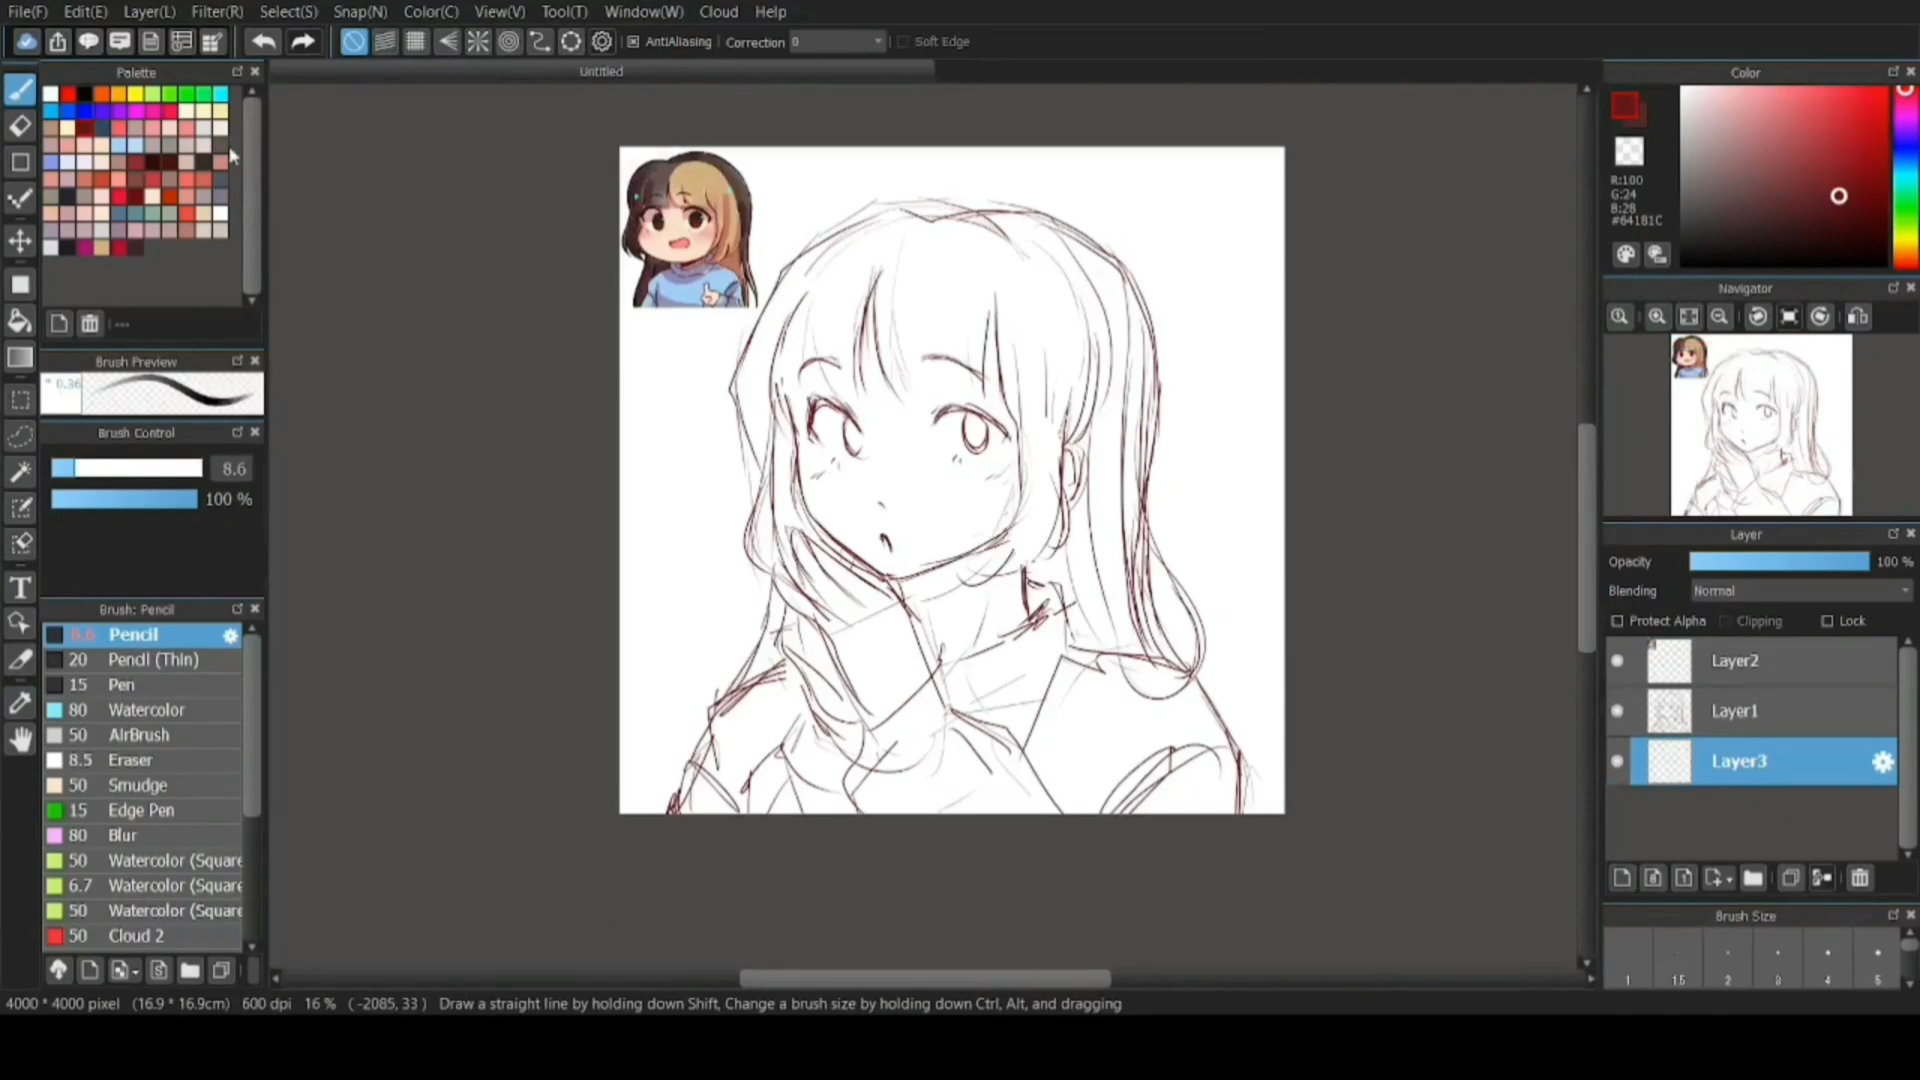 File(F) Edit(E) Layer(L) Filter(R) Select(S) Snap(N) Color(C) View(V) Tool(T) Window(W) Cloud Help
AntiAliasing Correction 0 Soft Edge
Palette
Untitled
Color
R:100
G:24
B:28
#64181C
Navigator
---
Brush Preview
* 0.36
Brush Control
8.6
100 %
Brush: Pencil
8.6 Pencil
20 Pencil (Thin)
15 Pen
80 Watercolor
50 AirBrush
8.5 Eraser
50 Smudge
15 Edge Pen
80 Blur
50 Watercolor (Square
6.7 Watercolor (Square
50 Watercolor (Square
50 Cloud 2
Layer
Opacity 100 %
Blending Normal
Protect Alpha Clipping Lock
Layer2
Layer1
Layer3
Brush Size
1 1.5 2 3 4 5
4000 * 4000 pixel (16.9 * 16.9cm) 600 dpi 16 % ( -2085, 33 ) Draw a straight line by holding down Shift, Change a brush size by holding down Ctrl, Alt, and dragging